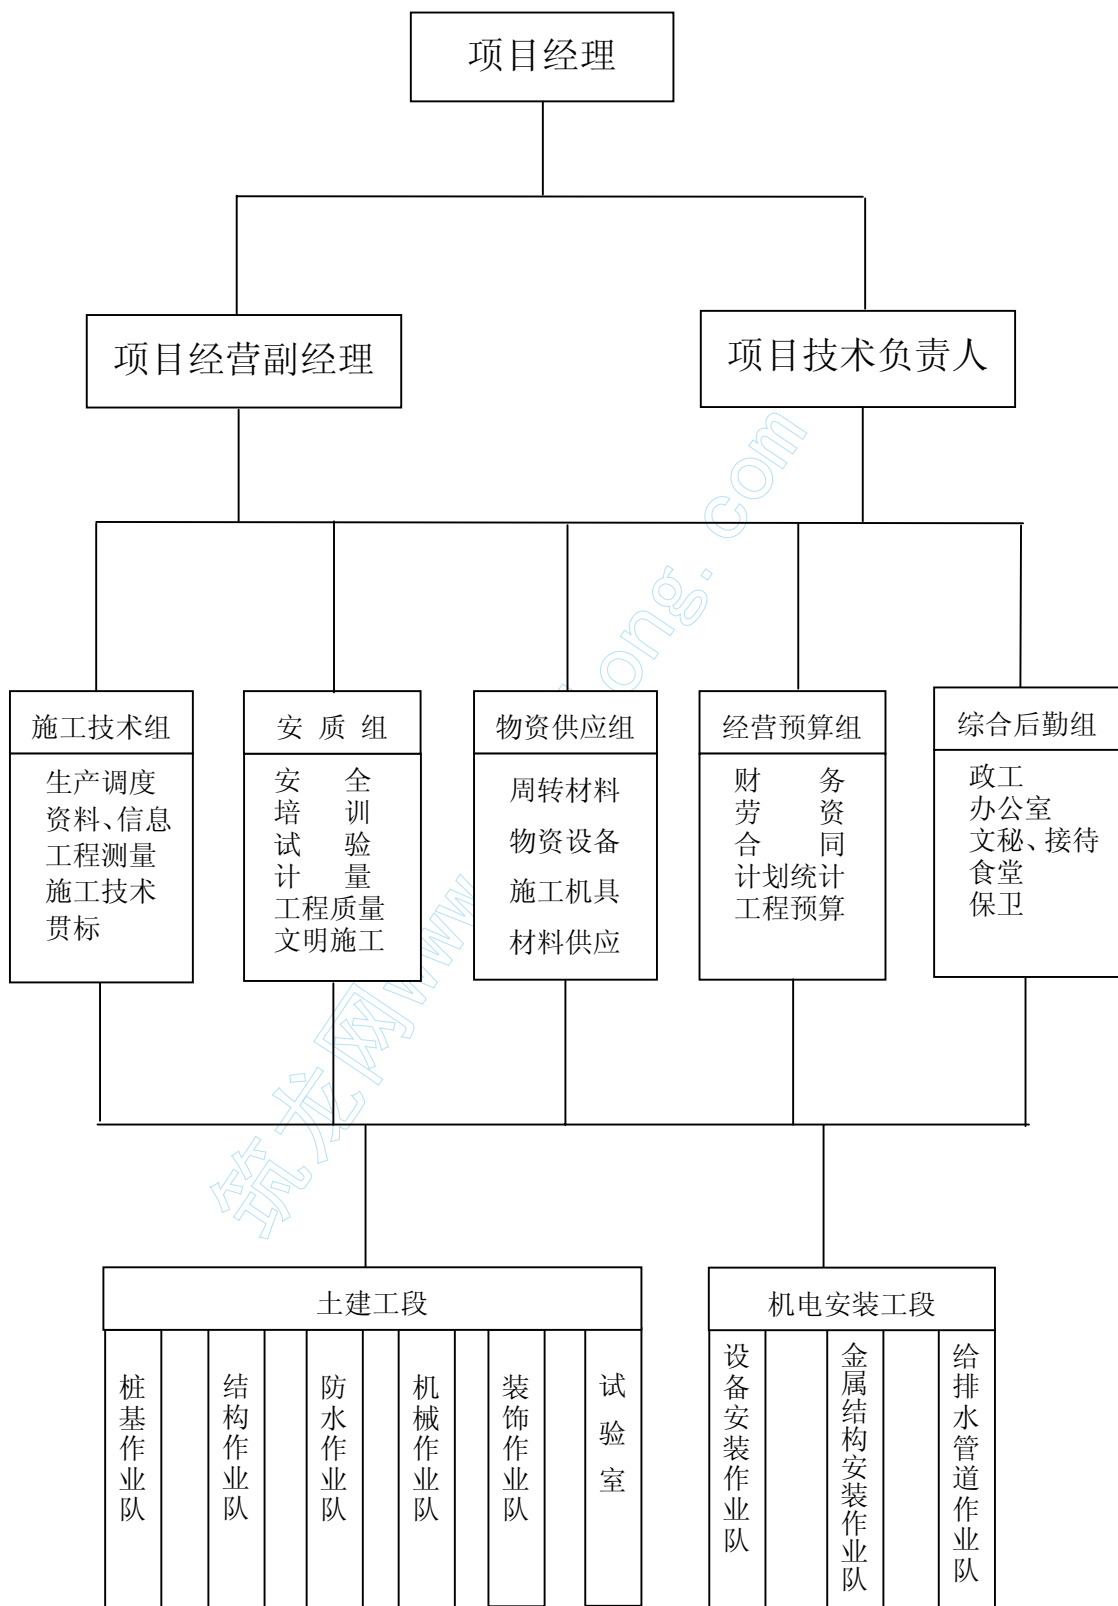 项目经理
项目经营副经理
项目技术负责人
施工技术组
生产调度
资料、信息
工程测量
施工技术
贯标
安 质 组
安 全
培 训
试 验
计 量
工程质量
文明施工
物资供应组
周转材料
物资设备
施工机具
材料供应
经营预算组
财 务
劳 资
合 同
计划统计
工程预算
综合后勤组
政工
办公室
文秘、接待
食堂
保卫
土建工段
桩基作业队
结构作业队
防水作业队
机械作业队
装饰作业队
试验室
机电安装工段
设备安装作业队
金属结构安装作业队
给排水管道作业队
筑龙网www
ong.com